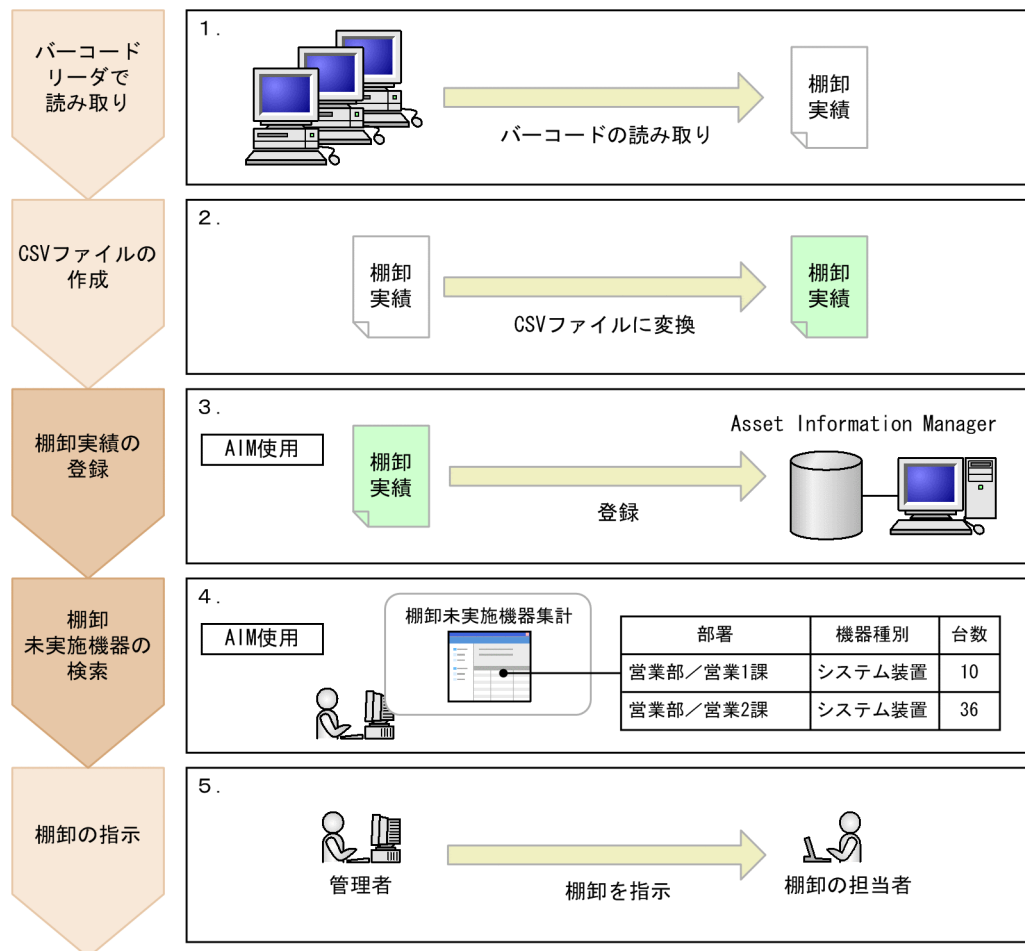 バーコード
リーダで
読み取り
1.
バーコードの読み取り
棚卸
実績
CSVファイルの
作成
2.
棚卸
実績
CSVファイルに変換
棚卸
実績
棚卸実績の
登録
3.
AIM使用
棚卸
実績
登録
Asset Information Manager
棚卸
未実施機器の
検索
4.
AIM使用
棚卸未実施機器集計
部署 機器種別 台数
営業部／営業1課 システム装置 10
営業部／営業2課 システム装置 36
棚卸の指示
5.
管理者
棚卸を指示
棚卸の担当者